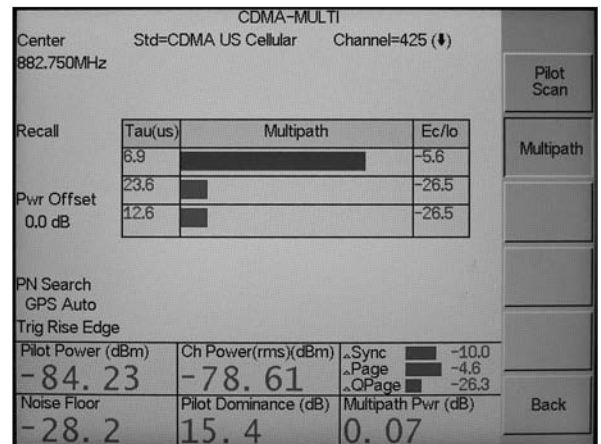 CDMA-MULTI
Center Std=CDMA US Cellular Channel=425 (⬇)
882.750MHz
Pilot
Scan
Recall
Tau(us) Multipath Ec/Io
6.9 -5.6
23.6 -26.5
12.6 -26.5
Multipath
Pwr Offset
0.0 dB
PN Search
GPS Auto
Trig Rise Edge
Pilot Power (dBm) Ch Power(rms)(dBm)
-84.23 -78.61
Sync -10.0
Page -4.6
QPage -26.3
Noise Floor Pilot Dominance (dB) Multipath Pwr (dB)
-28.2 15.4 0.07
Back